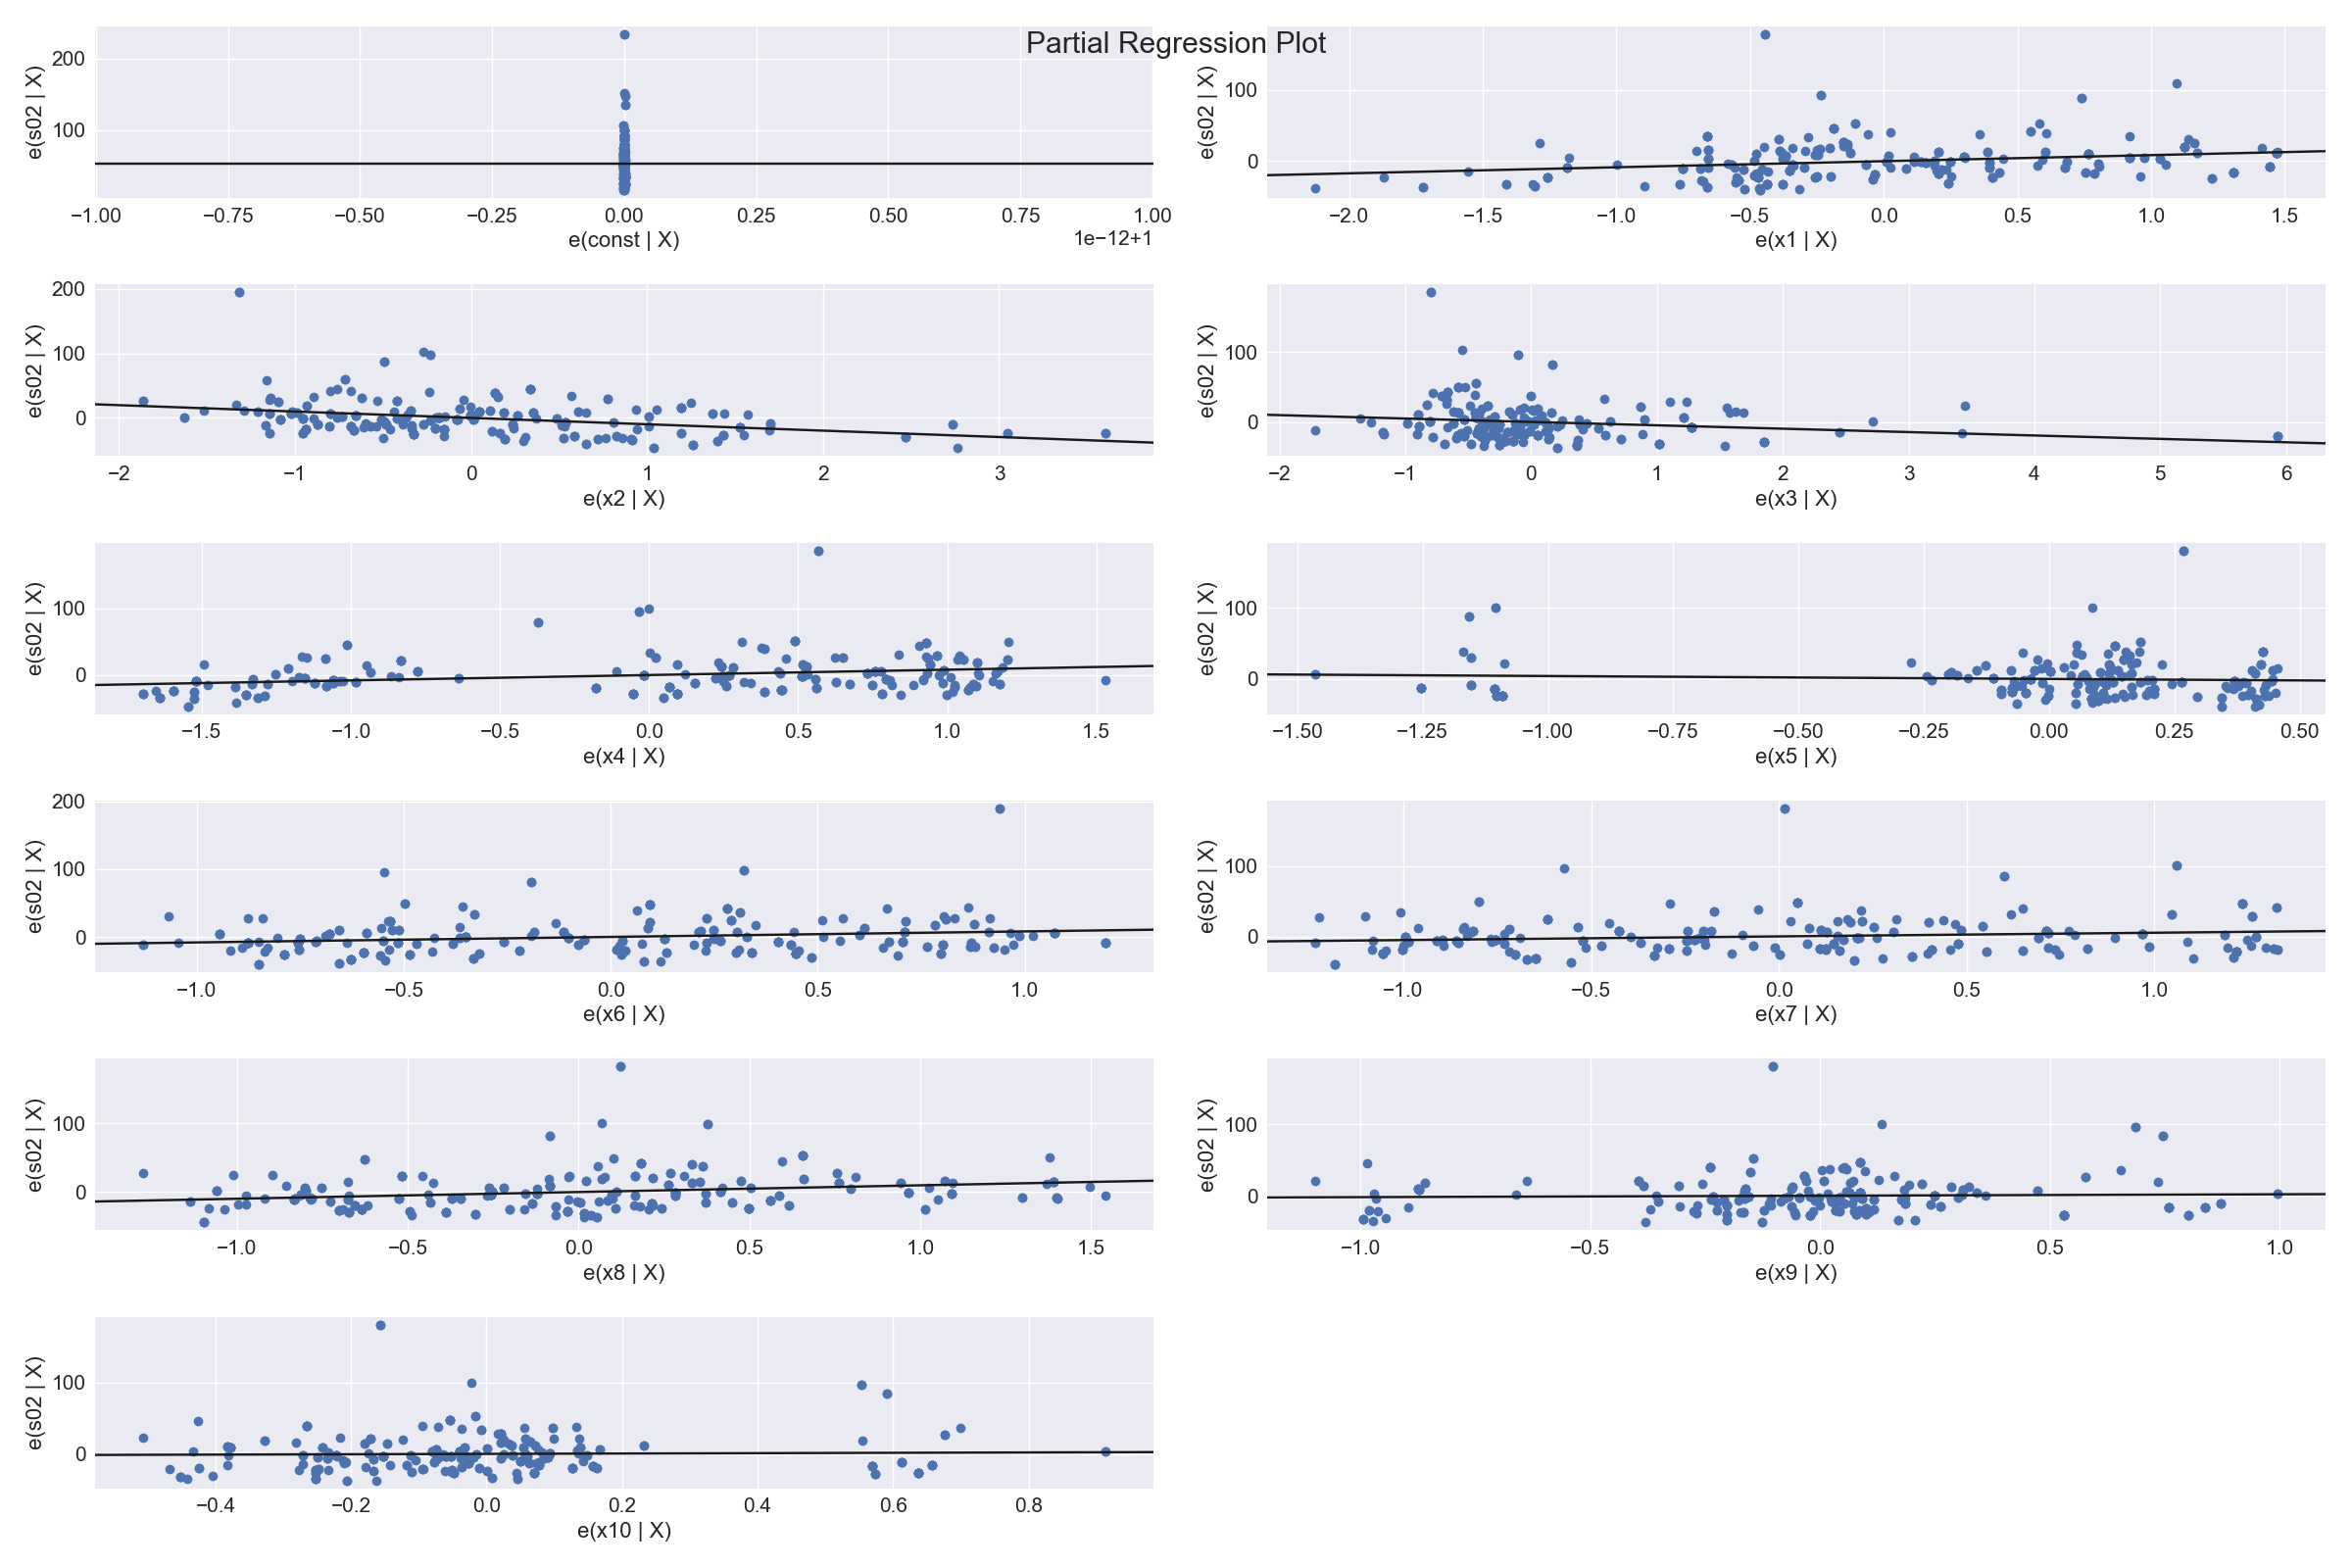 Partial Regression Plot
200
100
e(s02 | X)
−1.00 −0.75 −0.50 −0.25 0.00 0.25 0.50 0.75 1.00
1e−12+1
e(const | X)
100
0
e(s02 | X)
−2.0 −1.5 −1.0 −0.5 0.0 0.5 1.0 1.5
e(x1 | X)
200
100
0
e(s02 | X)
−2 −1 0 1 2 3
e(x2 | X)
100
0
e(s02 | X)
−2 −1 0 1 2 3 4 5 6
e(x3 | X)
100
0
e(s02 | X)
−1.5 −1.0 −0.5 0.0 0.5 1.0 1.5
e(x4 | X)
100
0
e(s02 | X)
−1.50 −1.25 −1.00 −0.75 −0.50 −0.25 0.00 0.25 0.50
e(x5 | X)
200
100
0
e(s02 | X)
−1.0 −0.5 0.0 0.5 1.0
e(x6 | X)
100
0
e(s02 | X)
−1.0 −0.5 0.0 0.5 1.0
e(x7 | X)
100
0
e(s02 | X)
−1.0 −0.5 0.0 0.5 1.0 1.5
e(x8 | X)
100
0
e(s02 | X)
−1.0 −0.5 0.0 0.5 1.0
e(x9 | X)
100
0
e(s02 | X)
−0.4 −0.2 0.0 0.2 0.4 0.6 0.8
e(x10 | X)